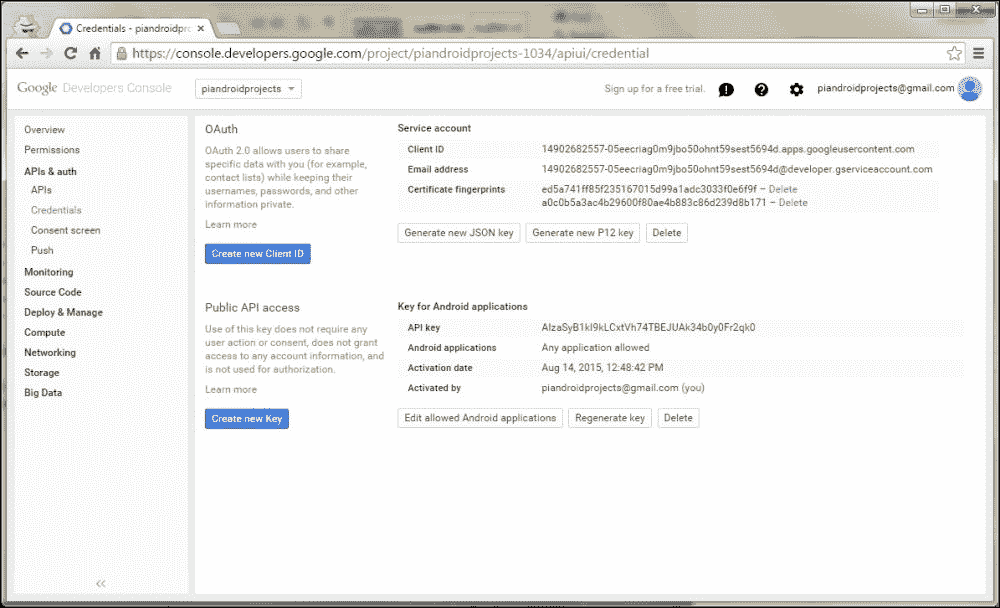 Credentials - piandroidpro
https://console.developers.google.com/project/piandroidprojects-1034/apiui/credential
Google Developers Console
piandroidprojects
Sign up for a free trial.
piandroidprojects@gmail.com
Overview
Permissions
APIs & auth
APIs
Credentials
Consent screen
Push
Monitoring
Source Code
Deploy & Manage
Compute
Networking
Storage
Big Data
OAuth
OAuth 2.0 allows users to share
specific data with you (for example,
contact lists) while keeping their
usernames, passwords, and other
information private.
Learn more
Create new Client ID
Service account
Client ID 14902682557-05eecriag0m9jbo50ohnt59sest5694d.apps.googleusercontent.com
Email address 14902682557-05eecriag0m9jbo50ohnt59sest5694d@developer.gserviceaccount.com
Certificate fingerprints ed5a741ff85f235167015d99a1adc3033f0e6f9f – Delete
a0c0b5a3ac4b29600f80ae4b883c86d239d8b171 – Delete
Generate new JSON key Generate new P12 key Delete
Public API access
Use of this key does not require any
user action or consent, does not grant
access to any account information, and
is not used for authorization.
Learn more
Create new Key
Key for Android applications
API key AIzaSyB1kI9kLCxtVh74TBEJUAk34b0y0Fr2qk0
Android applications Any application allowed
Activation date Aug 14, 2015, 12:48:42 PM
Activated by piandroidprojects@gmail.com (you)
Edit allowed Android applications Regenerate key Delete